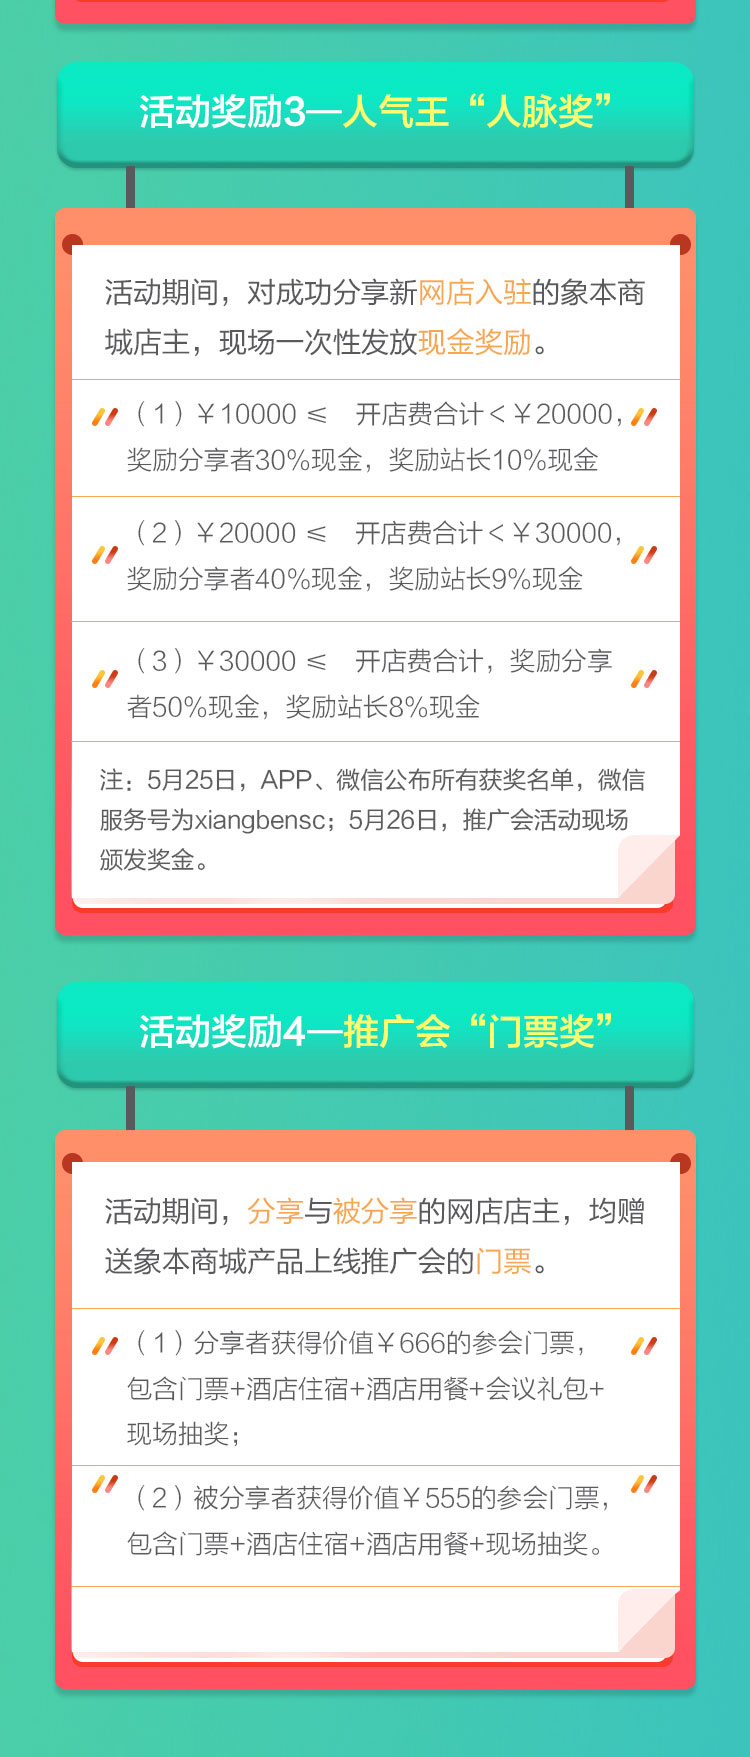 活动奖励3—人气王“人脉奖”
活动期间，对成功分享新网店入驻的象本商
城店主，现场一次性发放现金奖励。
（1）￥10000 ≤ 开店费合计＜￥20000，
奖励分享者30%现金，奖励站长10%现金
（2）￥20000 ≤ 开店费合计＜￥30000，
奖励分享者40%现金，奖励站长9%现金
（3）￥30000 ≤ 开店费合计，奖励分享
者50%现金，奖励站长8%现金
注：5月25日，APP、微信公布所有获奖名单，微信
服务号为xiangbensc；5月26日，推广会活动现场
颁发奖金。
活动奖励4—推广会“门票奖”
活动期间，分享与被分享的网店店主，均赠
送象本商城产品上线推广会的门票。
（1）分享者获得价值￥666的参会门票，
包含门票+酒店住宿+酒店用餐+会议礼包+
现场抽奖；
（2）被分享者获得价值￥555的参会门票，
包含门票+酒店住宿+酒店用餐+现场抽奖。